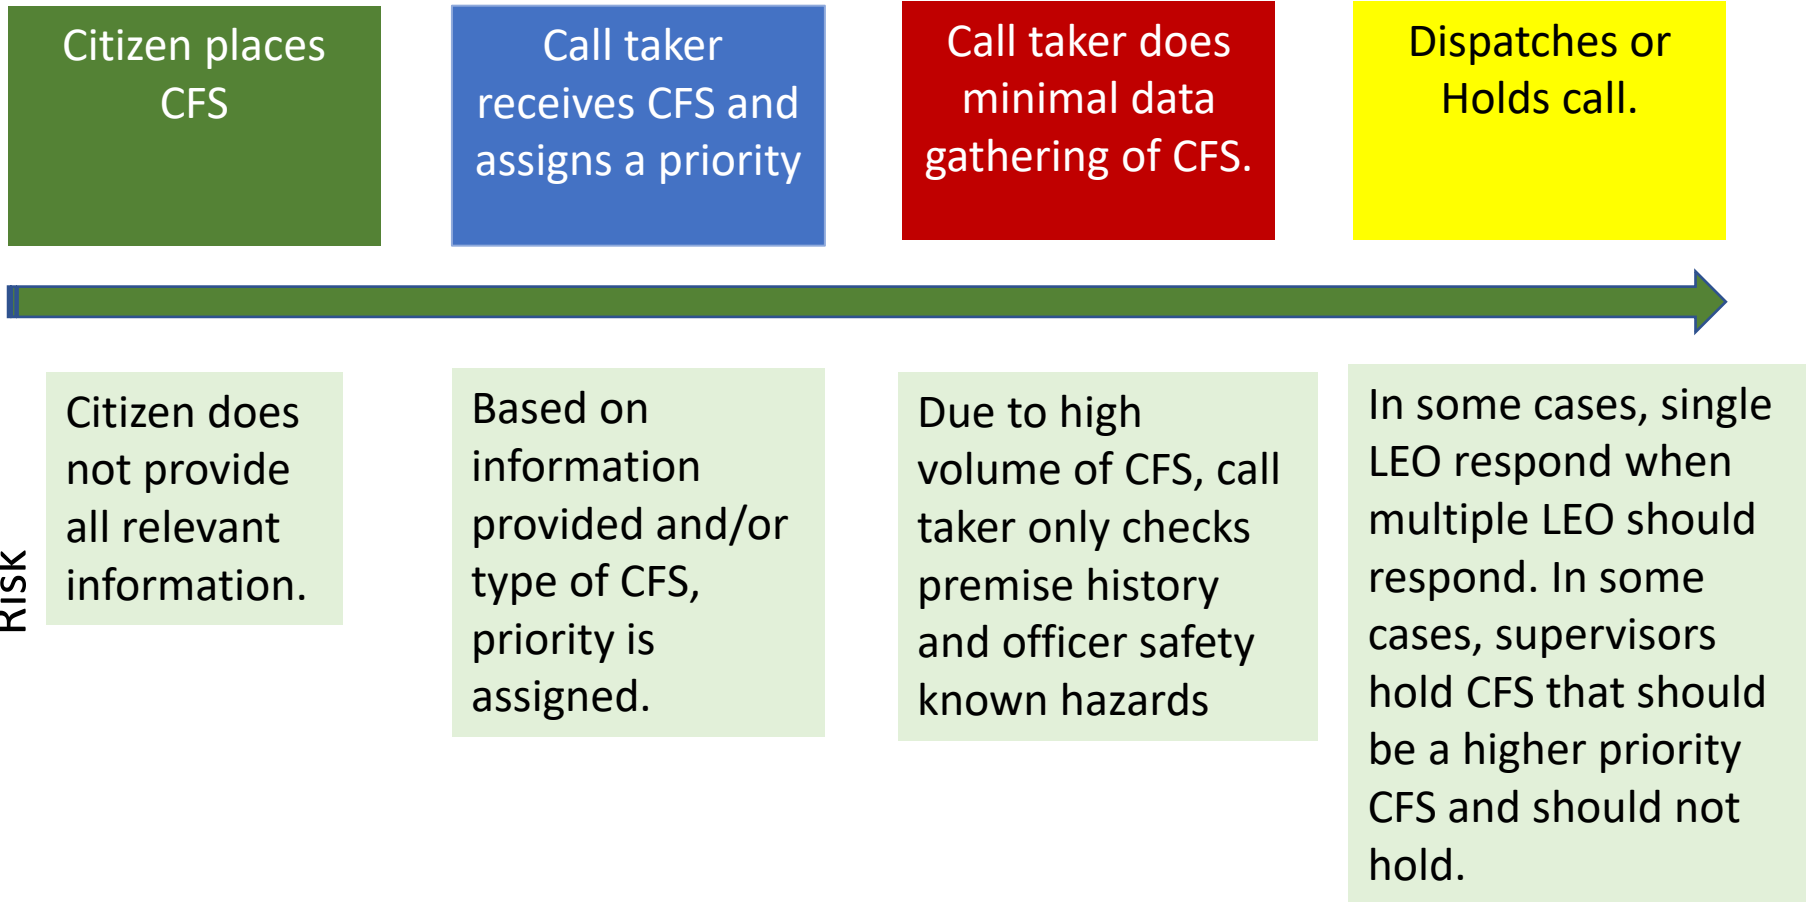 Citizen places
CFS
Call taker
receives CFS and
assigns a priority
Call taker does
minimal data
gathering of CFS.
Dispatches or
Holds call.
Risk
Citizen does
not provide
all relevant
information.
Based on
information
provided and/or
type of CFS,
priority is
assigned.
Due to high
volume of CFS, call
taker only checks
premise history
and officer safety
known hazards
In some cases, single
LEO respond when
multiple LEO should
respond. In some
cases, supervisors
hold CFS that should
be a higher priority
CFS and should not
hold.